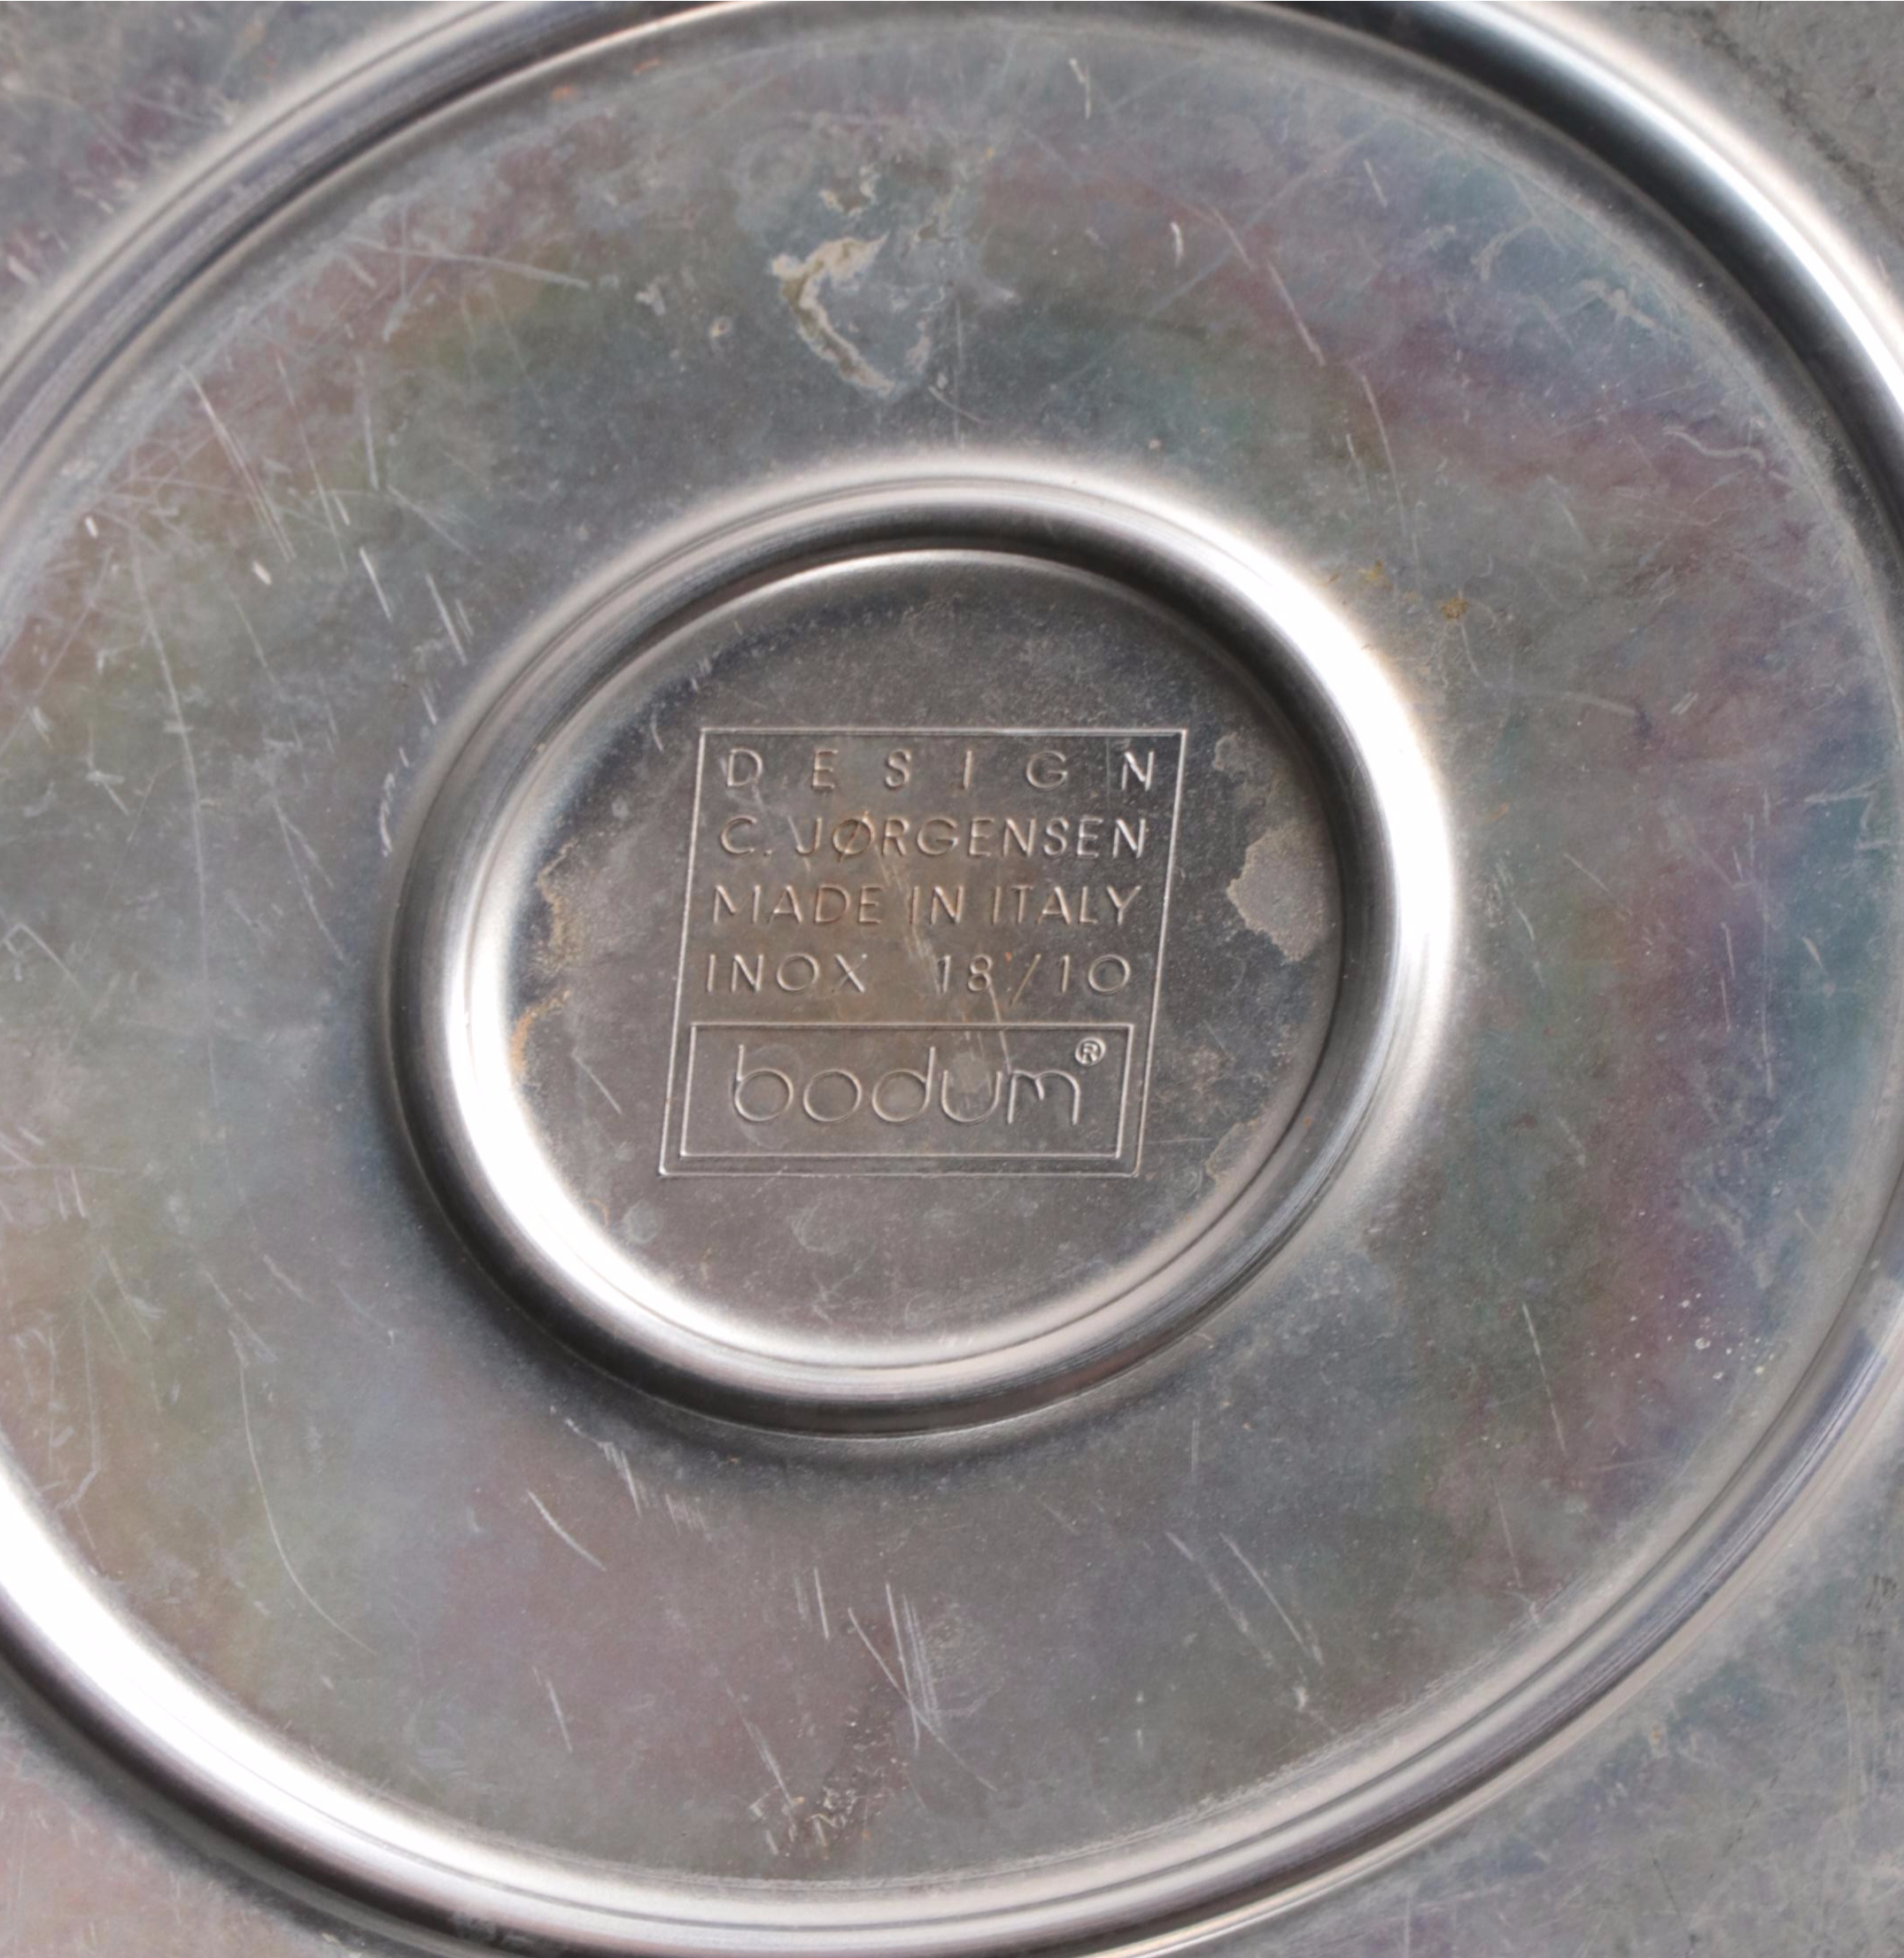 DESIGN
C. JØRGENSEN
MADE IN ITALY
INOX 18/10
bodum®